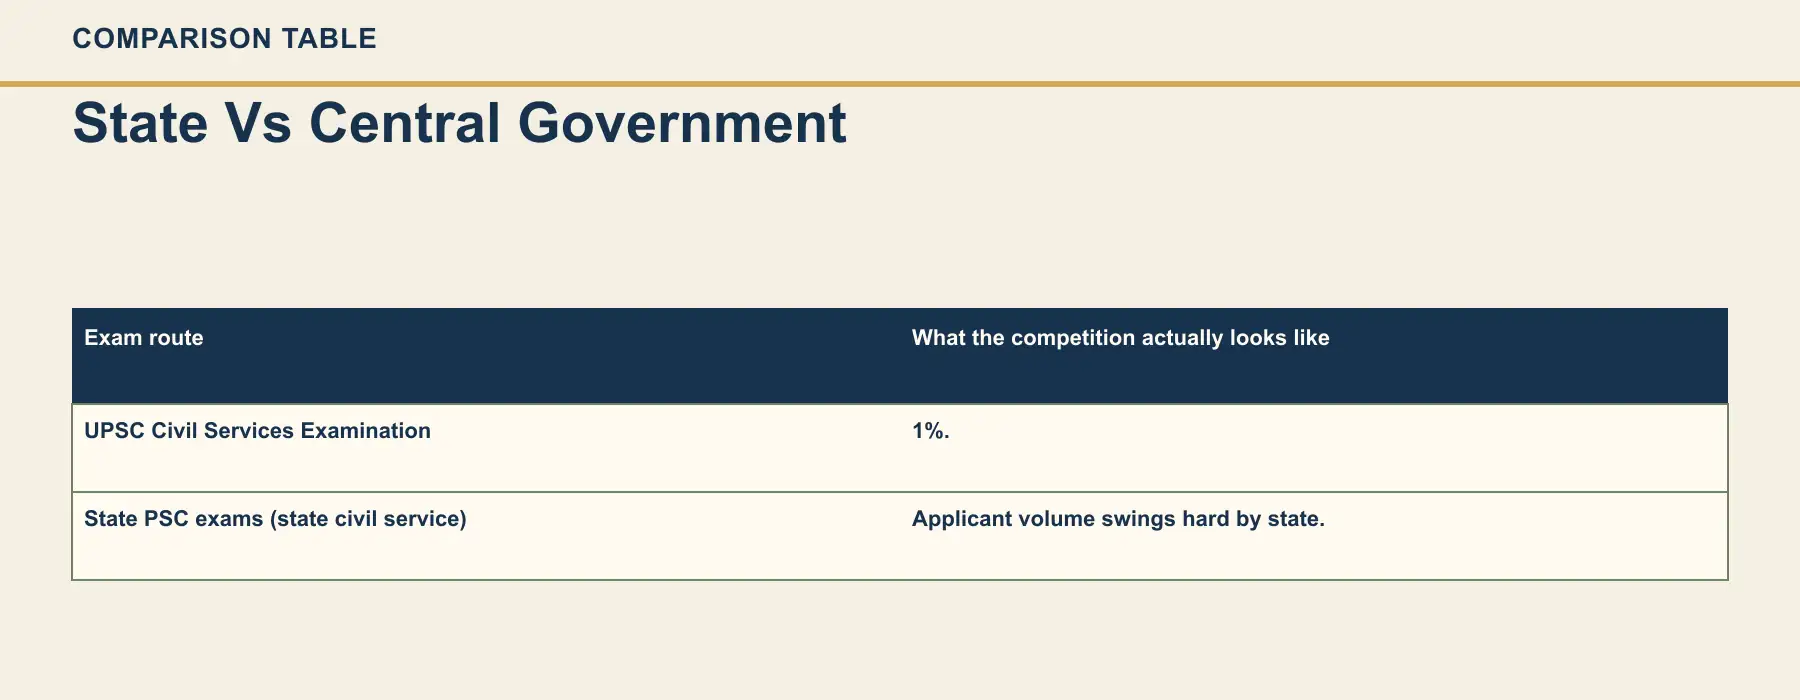 COMPARISON TABLE
State Vs Central Government
Exam route
What the competition actually looks like
UPSC Civil Services Examination
1%.
State PSC exams (state civil service)
Applicant volume swings hard by state.